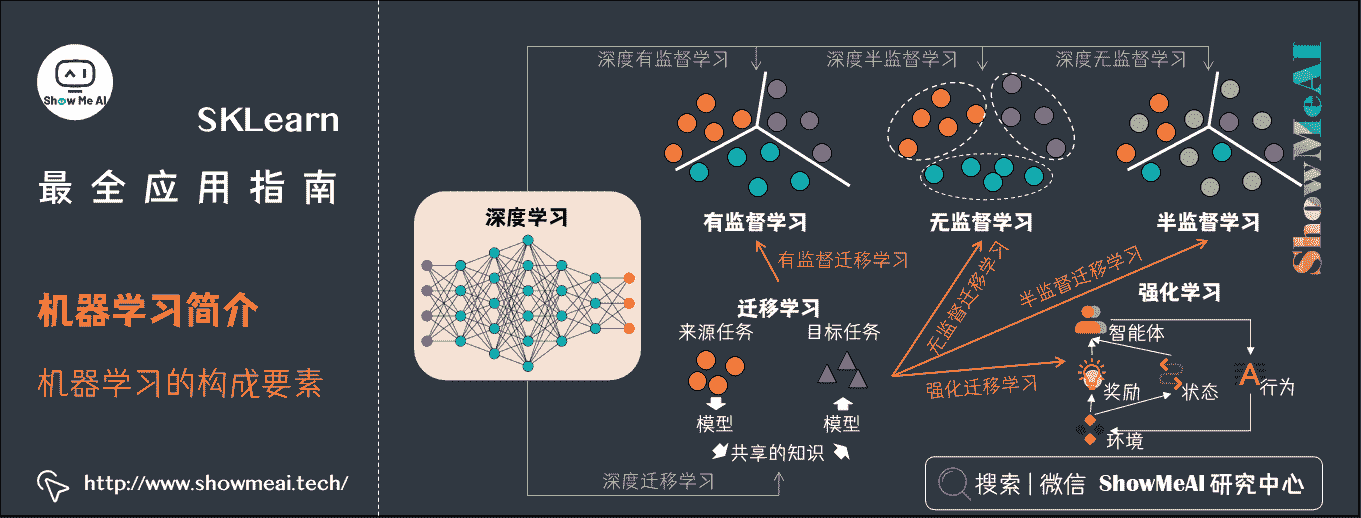 Show Me AI
SKLearn
最全应用指南
机器学习简介
机器学习的构成要素
http://www.showmeai.tech/
深度有监督学习
深度半监督学习
深度无监督学习
深度学习
有监督学习
无监督学习
半监督学习
有监督迁移学习
无监督迁移学习
半监督迁移学习
强化迁移学习
迁移学习
来源任务
目标任务
模型
模型
共享的知识
深度迁移学习
强化学习
智能体
奖励
状态
行为
A
环境
搜索 | 微信 ShowMeAI 研究中心
ShowMeAI